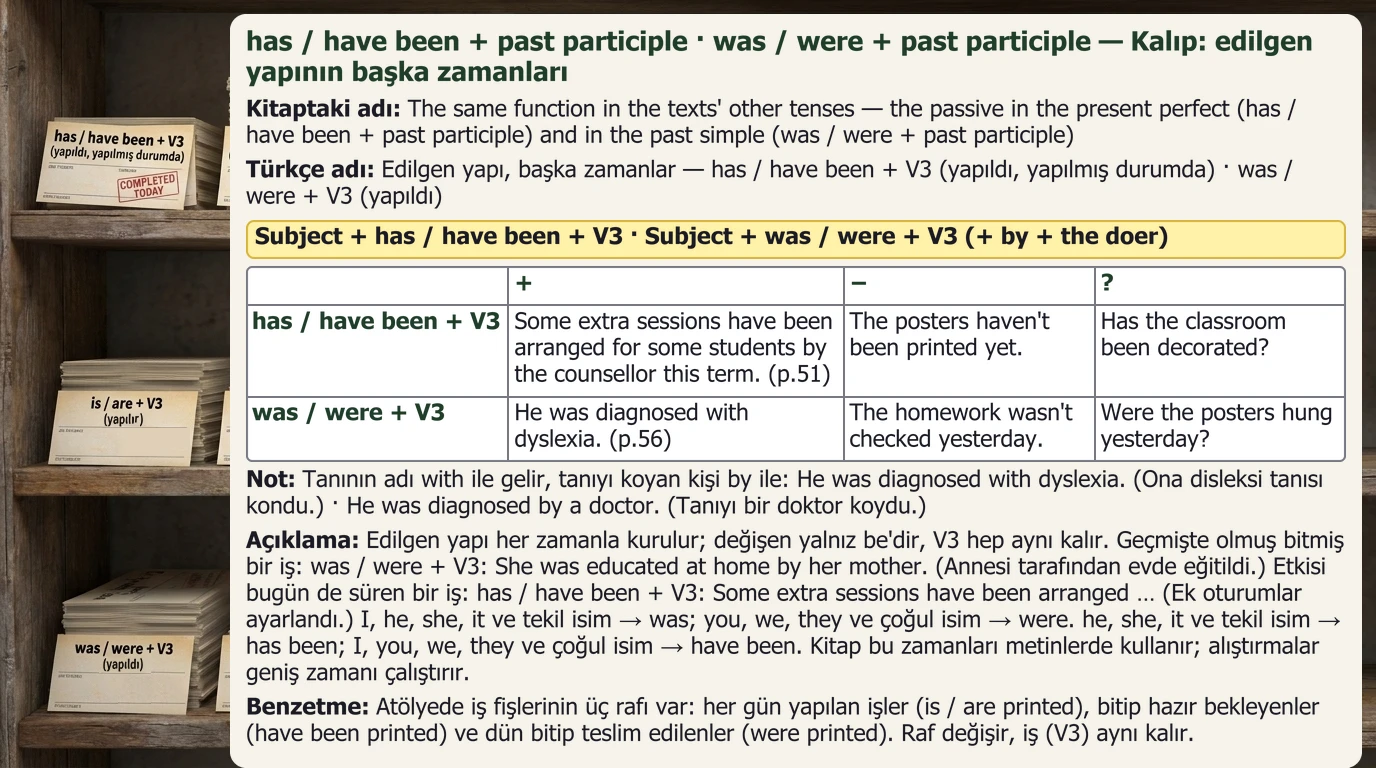 has / have been + past participle · was / were + past participle — Kalıp: edilgen
yapının başka zamanları
Kitaptaki adı: The same function in the texts' other tenses — the passive in the present perfect (has /
have been + past participle) and in the past simple (was / were + past participle)
Türkçe adı: Edilgen yapı, başka zamanlar — has / have been + V3 (yapıldı, yapılmış durumda) · was /
were + V3 (yapıldı)
Subject + has / have been + V3 · Subject + was / were + V3 (+ by + the doer)
+ − ?
has / have been + V3 Some extra sessions have been The posters haven't Has the classroom
arranged for some students by been printed yet. been decorated?
the counsellor this term. (p.51)
was / were + V3 He was diagnosed with The homework wasn't Were the posters hung
dyslexia. (p.56) checked yesterday. yesterday?
Not: Tanının adı with ile gelir, tanıyı koyan kişi by ile: He was diagnosed with dyslexia. (Ona disleksi tanısı
kondu.) · He was diagnosed by a doctor. (Tanıyı bir doktor koydu.)
Açıklama: Edilgen yapı her zamanla kurulur; değişen yalnız be'dir, V3 hep aynı kalır. Geçmişte olmuş bitmiş
bir iş: was / were + V3: She was educated at home by her mother. (Annesi tarafından evde eğitildi.) Etkisi
bugün de süren bir iş: has / have been + V3: Some extra sessions have been arranged … (Ek oturumlar
ayarlandı.) I, he, she, it ve tekil isim → was; you, we, they ve çoğul isim → were. he, she, it ve tekil isim →
has been; I, you, we, they ve çoğul isim → have been. Kitap bu zamanları metinlerde kullanır; alıştırmalar
geniş zamanı çalıştırır.
Benzetme: Atölyede iş fişlerinin üç rafı var: her gün yapılan işler (is / are printed), bitip hazır bekleyenler
(have been printed) ve dün bitip teslim edilenler (were printed). Raf değişir, iş (V3) aynı kalır.
has / have been + V3
(yapıldı, yapılmış durumda)
COMPLETED
TODAY
is / are + V3
(yapılır)
was / were + V3
(yapıldı)